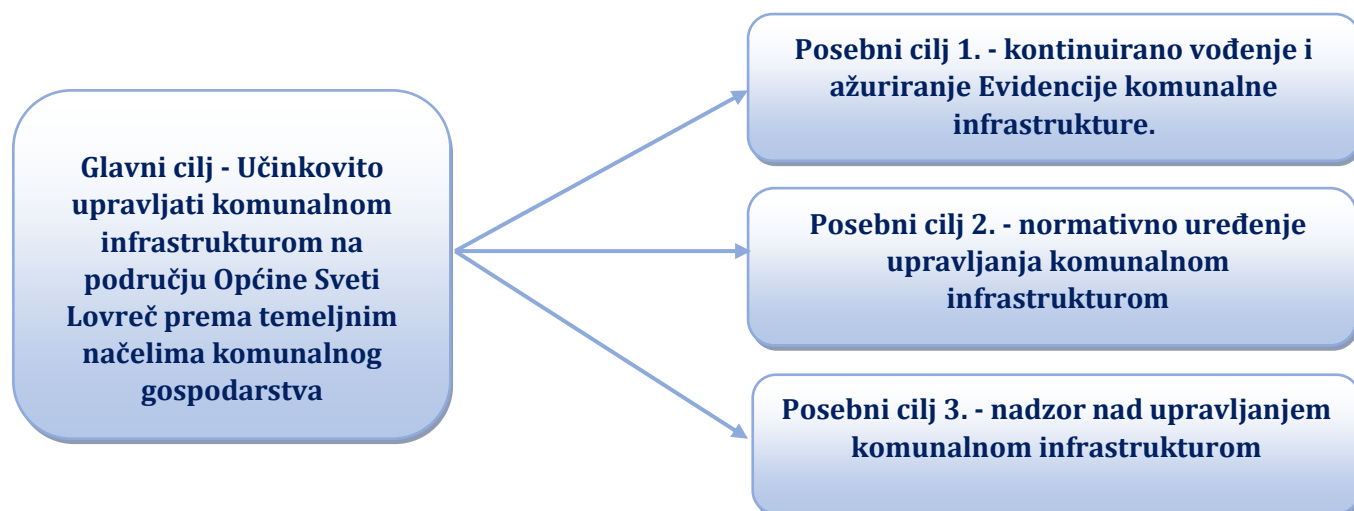 Glavni cilj - Učinkovito
upravljati komunalnom
infrastrukturom na
području Općine Sveti
Lovreč prema temeljnim
načelima komunalnog
gospodarstva
Posebni cilj 1. - kontinuirano vođenje i
ažuriranje Evidencije komunalne
infrastrukture.
Posebni cilj 2. - normativno uređenje
upravljanja komunalnom
infrastrukturom
Posebni cilj 3. - nadzor nad upravljanjem
komunalnom infrastrukturom